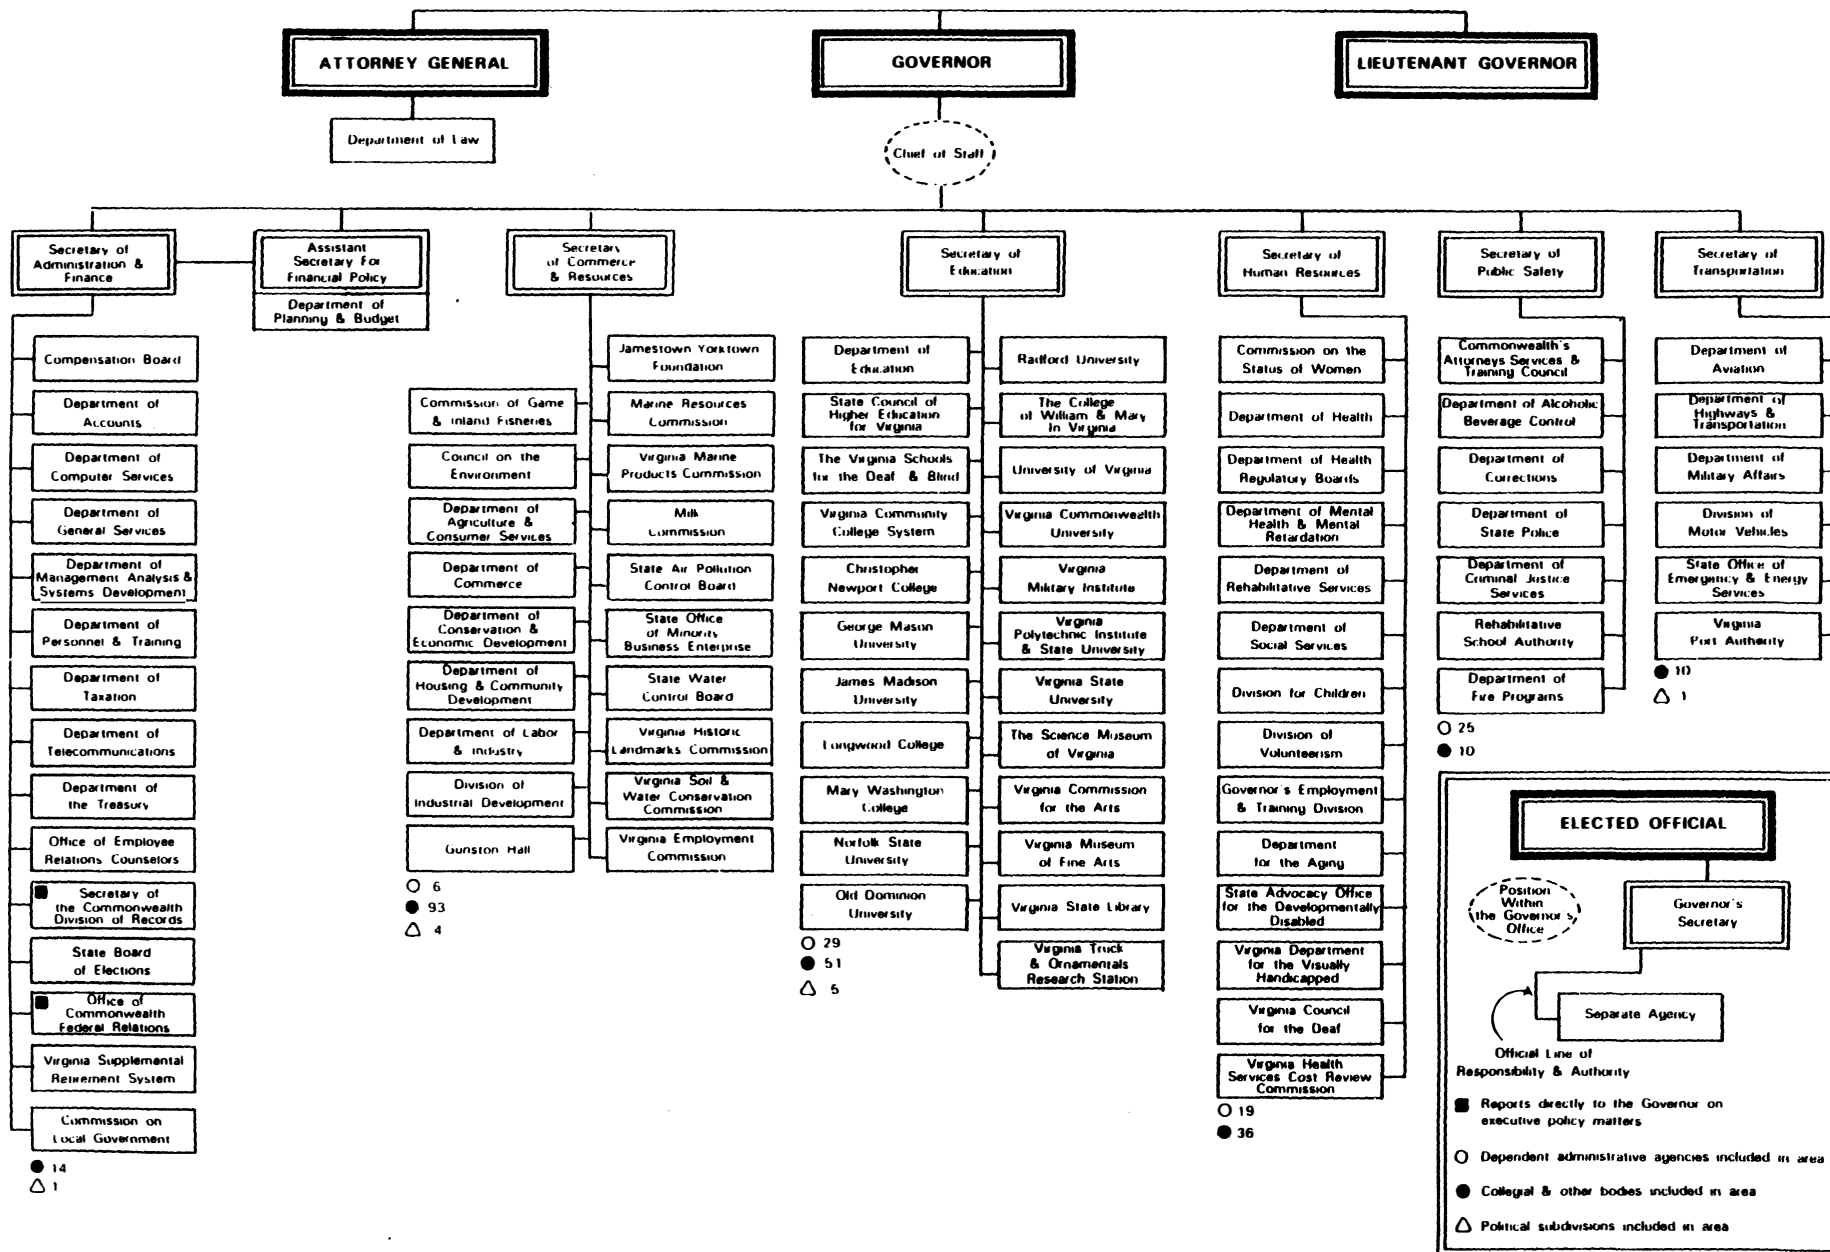 ATTORNEY GENERAL
GOVERNOR
LIEUTENANT GOVERNOR
Department of Law
Chief of Staff
Secretary of
Administration &
Finance
Assistant
Secretary For
Financial Policy
Department of
Planning & Budget
Secretary
of Commerce
& Resources
Secretary of
Education
Secretary of
Human Resources
Secretary of
Public Safety
Secretary of
Transportation
Compensation Board
Department of
Accounts
Department of
Computer Services
Department of
General Services
Department of
Management Analysis &
Systems Development
Department of
Personnel & Training
Department of
Taxation
Department of
Telecommunications
Department of
the Treasury
Office of Employee
Relations Counselors
Secretary of
the Commonwealth
Division of Records
State Board
of Elections
Office of
Commonwealth
Federal Relations
Virginia Supplemental
Retirement System
Commission on
Local Government
14
1
Commission of Game
& Inland Fisheries
Council on the
Environment
Department of
Agriculture &
Consumer Services
Department of
Commerce
Department of
Conservation &
Economic Development
Department of
Housing & Community
Development
Department of Labor
& Industry
Division of
Industrial Development
Gunston Hall
6
93
4
Jamestown Yorktown
Foundation
Marine Resources
Commission
Virginia Marine
Products Commission
Milk
Commission
State Air Pollution
Control Board
State Office
of Minority
Business Enterprise
State Water
Control Board
Virginia Historic
Landmarks Commission
Virginia Soil &
Water Conservation
Commission
Virginia Employment
Commission
Department of
Education
State Council of
Higher Education
for Virginia
The Virginia Schools
for the Deaf & Blind
Virginia Community
College System
Christopher
Newport College
George Mason
University
James Madison
University
Longwood College
Mary Washington
College
Norfolk State
University
Old Dominion
University
29
51
5
Radford University
The College
of William & Mary
In Virginia
University of Virginia
Virginia Commonwealth
University
Virginia
Military Institute
Virginia
Polytechnic Institute
& State University
Virginia State
University
The Science Museum
of Virginia
Virginia Commission
for the Arts
Virginia Museum
of Fine Arts
Virginia State Library
Virginia Truck
& Ornamentals
Research Station
Commission on the
Status of Women
Department of Health
Department of Health
Regulatory Boards
Department of Mental
Health & Mental
Retardation
Department of
Rehabilitative Services
Department of
Social Services
Division for Children
Division of
Volunteerism
Governor's Employment
& Training Division
Department
for the Aging
State Advocacy Office
for the Developmentally
Disabled
Virginia Department
for the Visually
Handicapped
Virginia Council
for the Deaf
Virginia Health
Services Cost Review
Commission
19
36
Commonwealth's
Attorneys Services &
Training Council
Department of Alcoholic
Beverage Control
Department of
Corrections
Department of
State Police
Department of
Criminal Justice
Services
Rehabilitative
School Authority
Department of
Fire Programs
25
10
Department of
Aviation
Department of
Highways &
Transportation
Department of
Military Affairs
Division of
Motor Vehicles
State Office of
Emergency & Energy
Services
Virginia
Port Authority
10
1
ELECTED OFFICIAL
Position
Within
the Governor's
Office
Governor's
Secretary
Separate Agency
Official Line of
Responsibility & Authority
Reports directly to the Governor on
executive policy matters
Dependent administrative agencies included in area
Collegial & other bodies included in area
Political subdivisions included in area